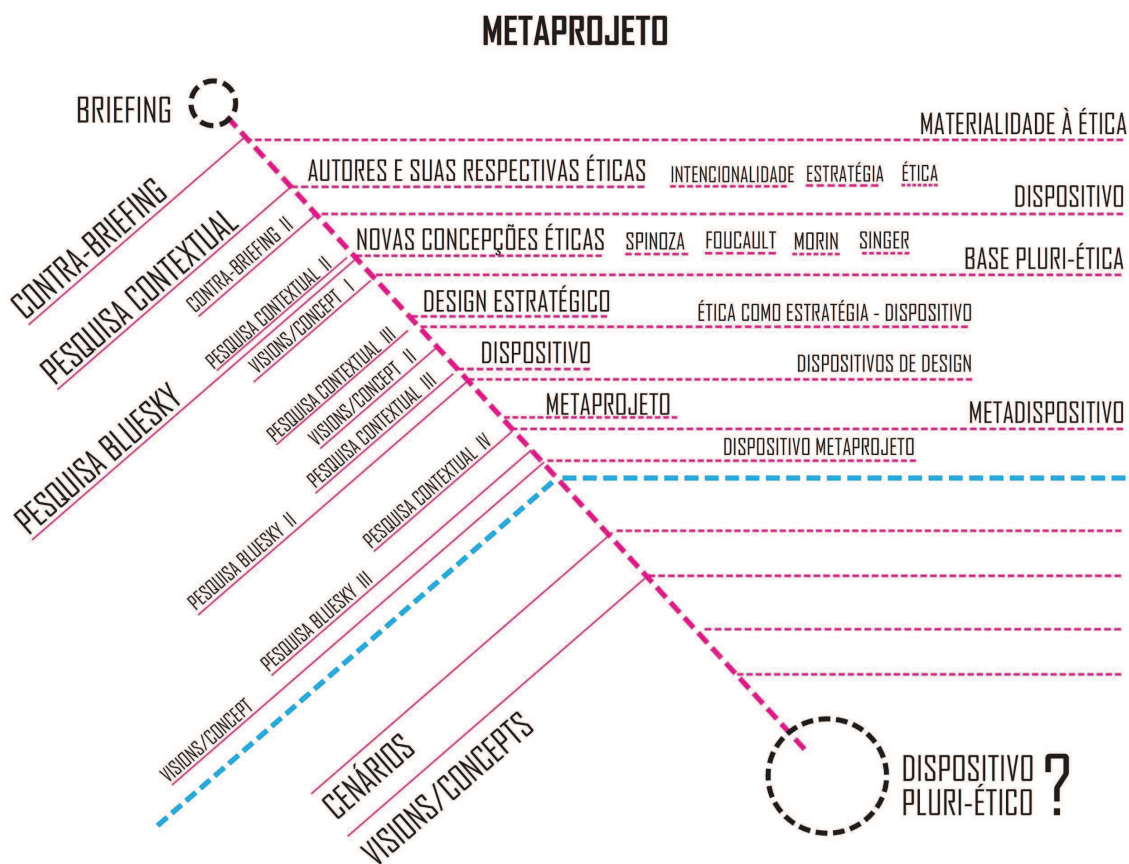 METAPROJETO
BRIEFING
MATERIALIDADE À ÉTICA
AUTORES E SUAS RESPECTIVAS ÉTICAS
INTENCIONALIDADE
ESTRATÉGIA
ÉTICA
DISPOSITIVO
NOVAS CONCEPÇÕES ÉTICAS
SPINOZA
FOUCAULT
MORIN
SINGER
BASE PLURI-ÉTICA
DESIGN ESTRATÉGICO
ÉTICA COMO ESTRATÉGIA - DISPOSITIVO
DISPOSITIVO
DISPOSITIVOS DE DESIGN
METAPROJETO
METADISPOSITIVO
DISPOSITIVO METAPROJETO
CONTRA-BRIEFING
PESQUISA CONTEXTUAL
CONTRA-BRIEFING II
PESQUISA CONTEXTUAL II
PESQUISA BLUESKY
VISIONS/CONCEPT I
PESQUISA CONTEXTUAL III
VISIONS/CONCEPT II
PESQUISA CONTEXTUAL III
PESQUISA BLUESKY II
PESQUISA CONTEXTUAL IV
PESQUISA BLUESKY III
VISIONS/CONCEPT
CENÁRIOS
VISIONS/CONCEPTS
DISPOSITIVO
PLURI-ÉTICO ?